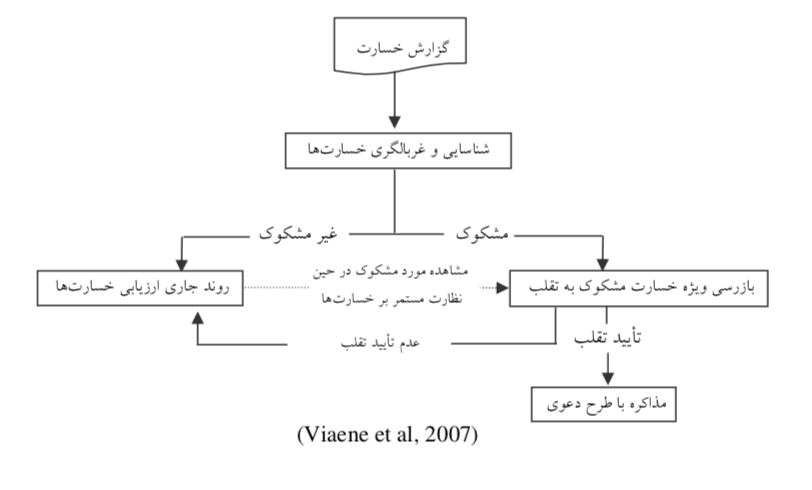 گزارش خسارت
شناسایی و غربالگری خسارت‌ها
مشکوک
غیر مشکوک
بازرسی ویژه خسارت مشکوک به تقلب
مشاهده مورد مشکوک در حین
نظارت مستمر بر خسارت‌ها
روند جاری ارزیابی خسارت‌ها
تأیید تقلب
عدم تأیید تقلب
مذاکره با طرح دعوی
(Viaene et al, 2007)